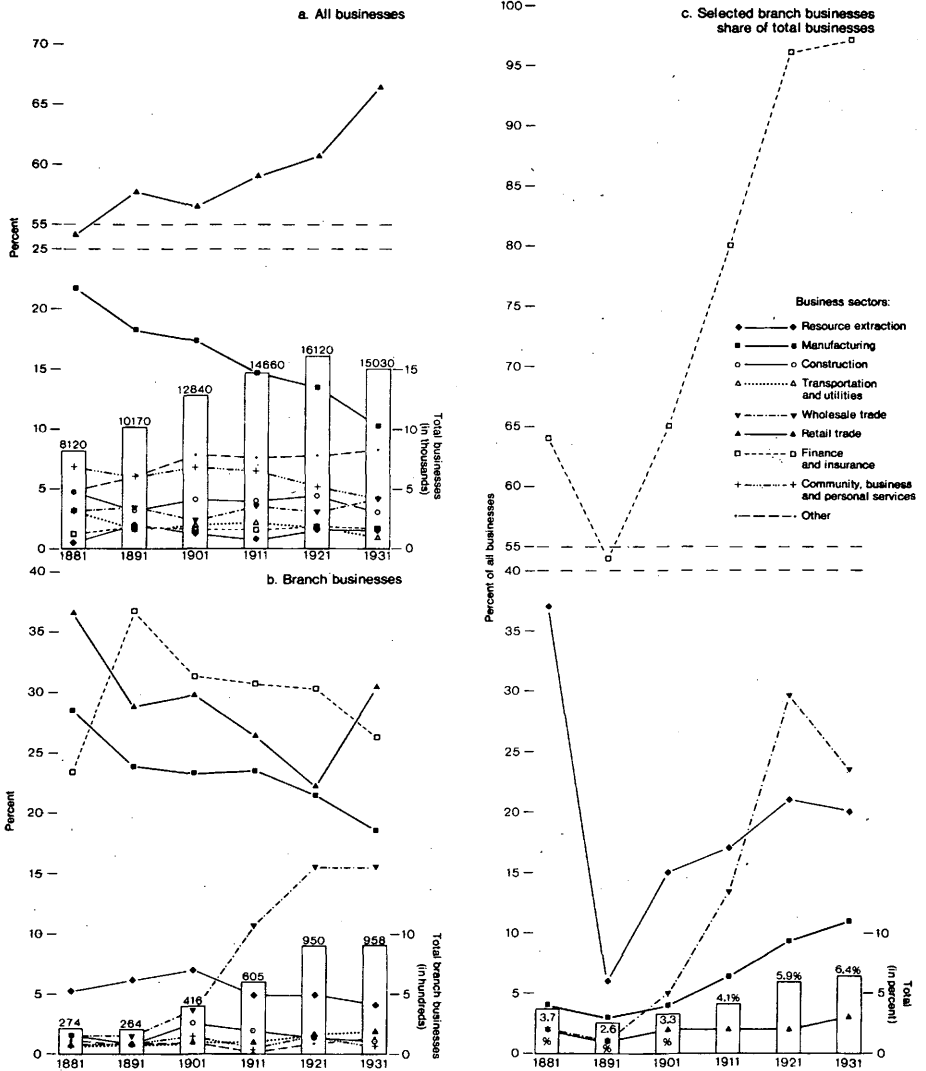 a. All businesses
70
65
60
55
25
20
15
10
5
0
Percent
8120
10170
12840
14660
16120
15030
15
10
5
0
Total businesses
(in thousands)
1881 1891 1901 1911 1921 1931
b. Branch businesses
40
35
30
25
20
15
10
5
0
Percent
274
264
416
605
950
958
10
5
0
Total branch businesses
(in hundreds)
1881 1891 1901 1911 1921 1931
c. Selected branch businesses
share of total businesses
100
95
90
85
80
75
70
65
60
55
40
35
30
25
20
15
10
5
0
Percent of all businesses
Business sectors:
Resource extraction
Manufacturing
Construction
Transportation
and utilities
Wholesale trade
Retail trade
Finance
and insurance
Community, business
and personal services
Other
3.7
%
2.6
%
3.3
%
4.1%
5.9%
6.4%
10
5
0
Total
(in percent)
1881 1891 1901 1911 1921 1931